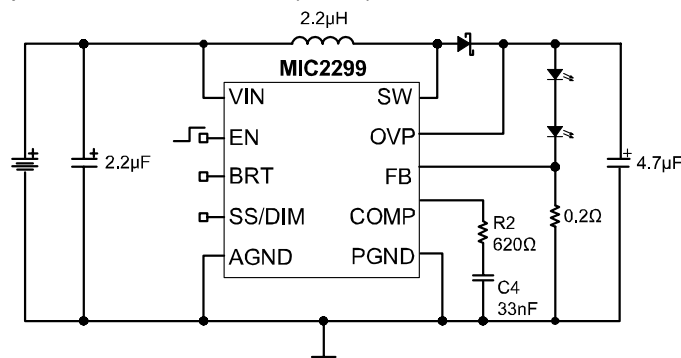 2.2µH
MIC2299
VIN
SW
EN
OVP
2.2µF
BRT
FB
4.7µF
SS/DIM
COMP
R2
620Ω
0.2Ω
AGND
PGND
C4
33nF